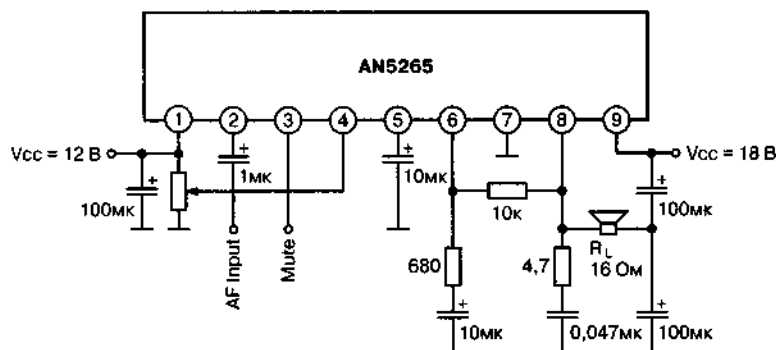 AN5265
1 2 3 4 5 6 7 8 9
Vcc = 12 В
Vcc = 18 В
+ 1мк
+ 10мк
+ 100мк
+ 100мк
10к
AF Input
Mute
680
4,7
RL
16 Ом
+ 10мк
0,047мк
+ 100мк